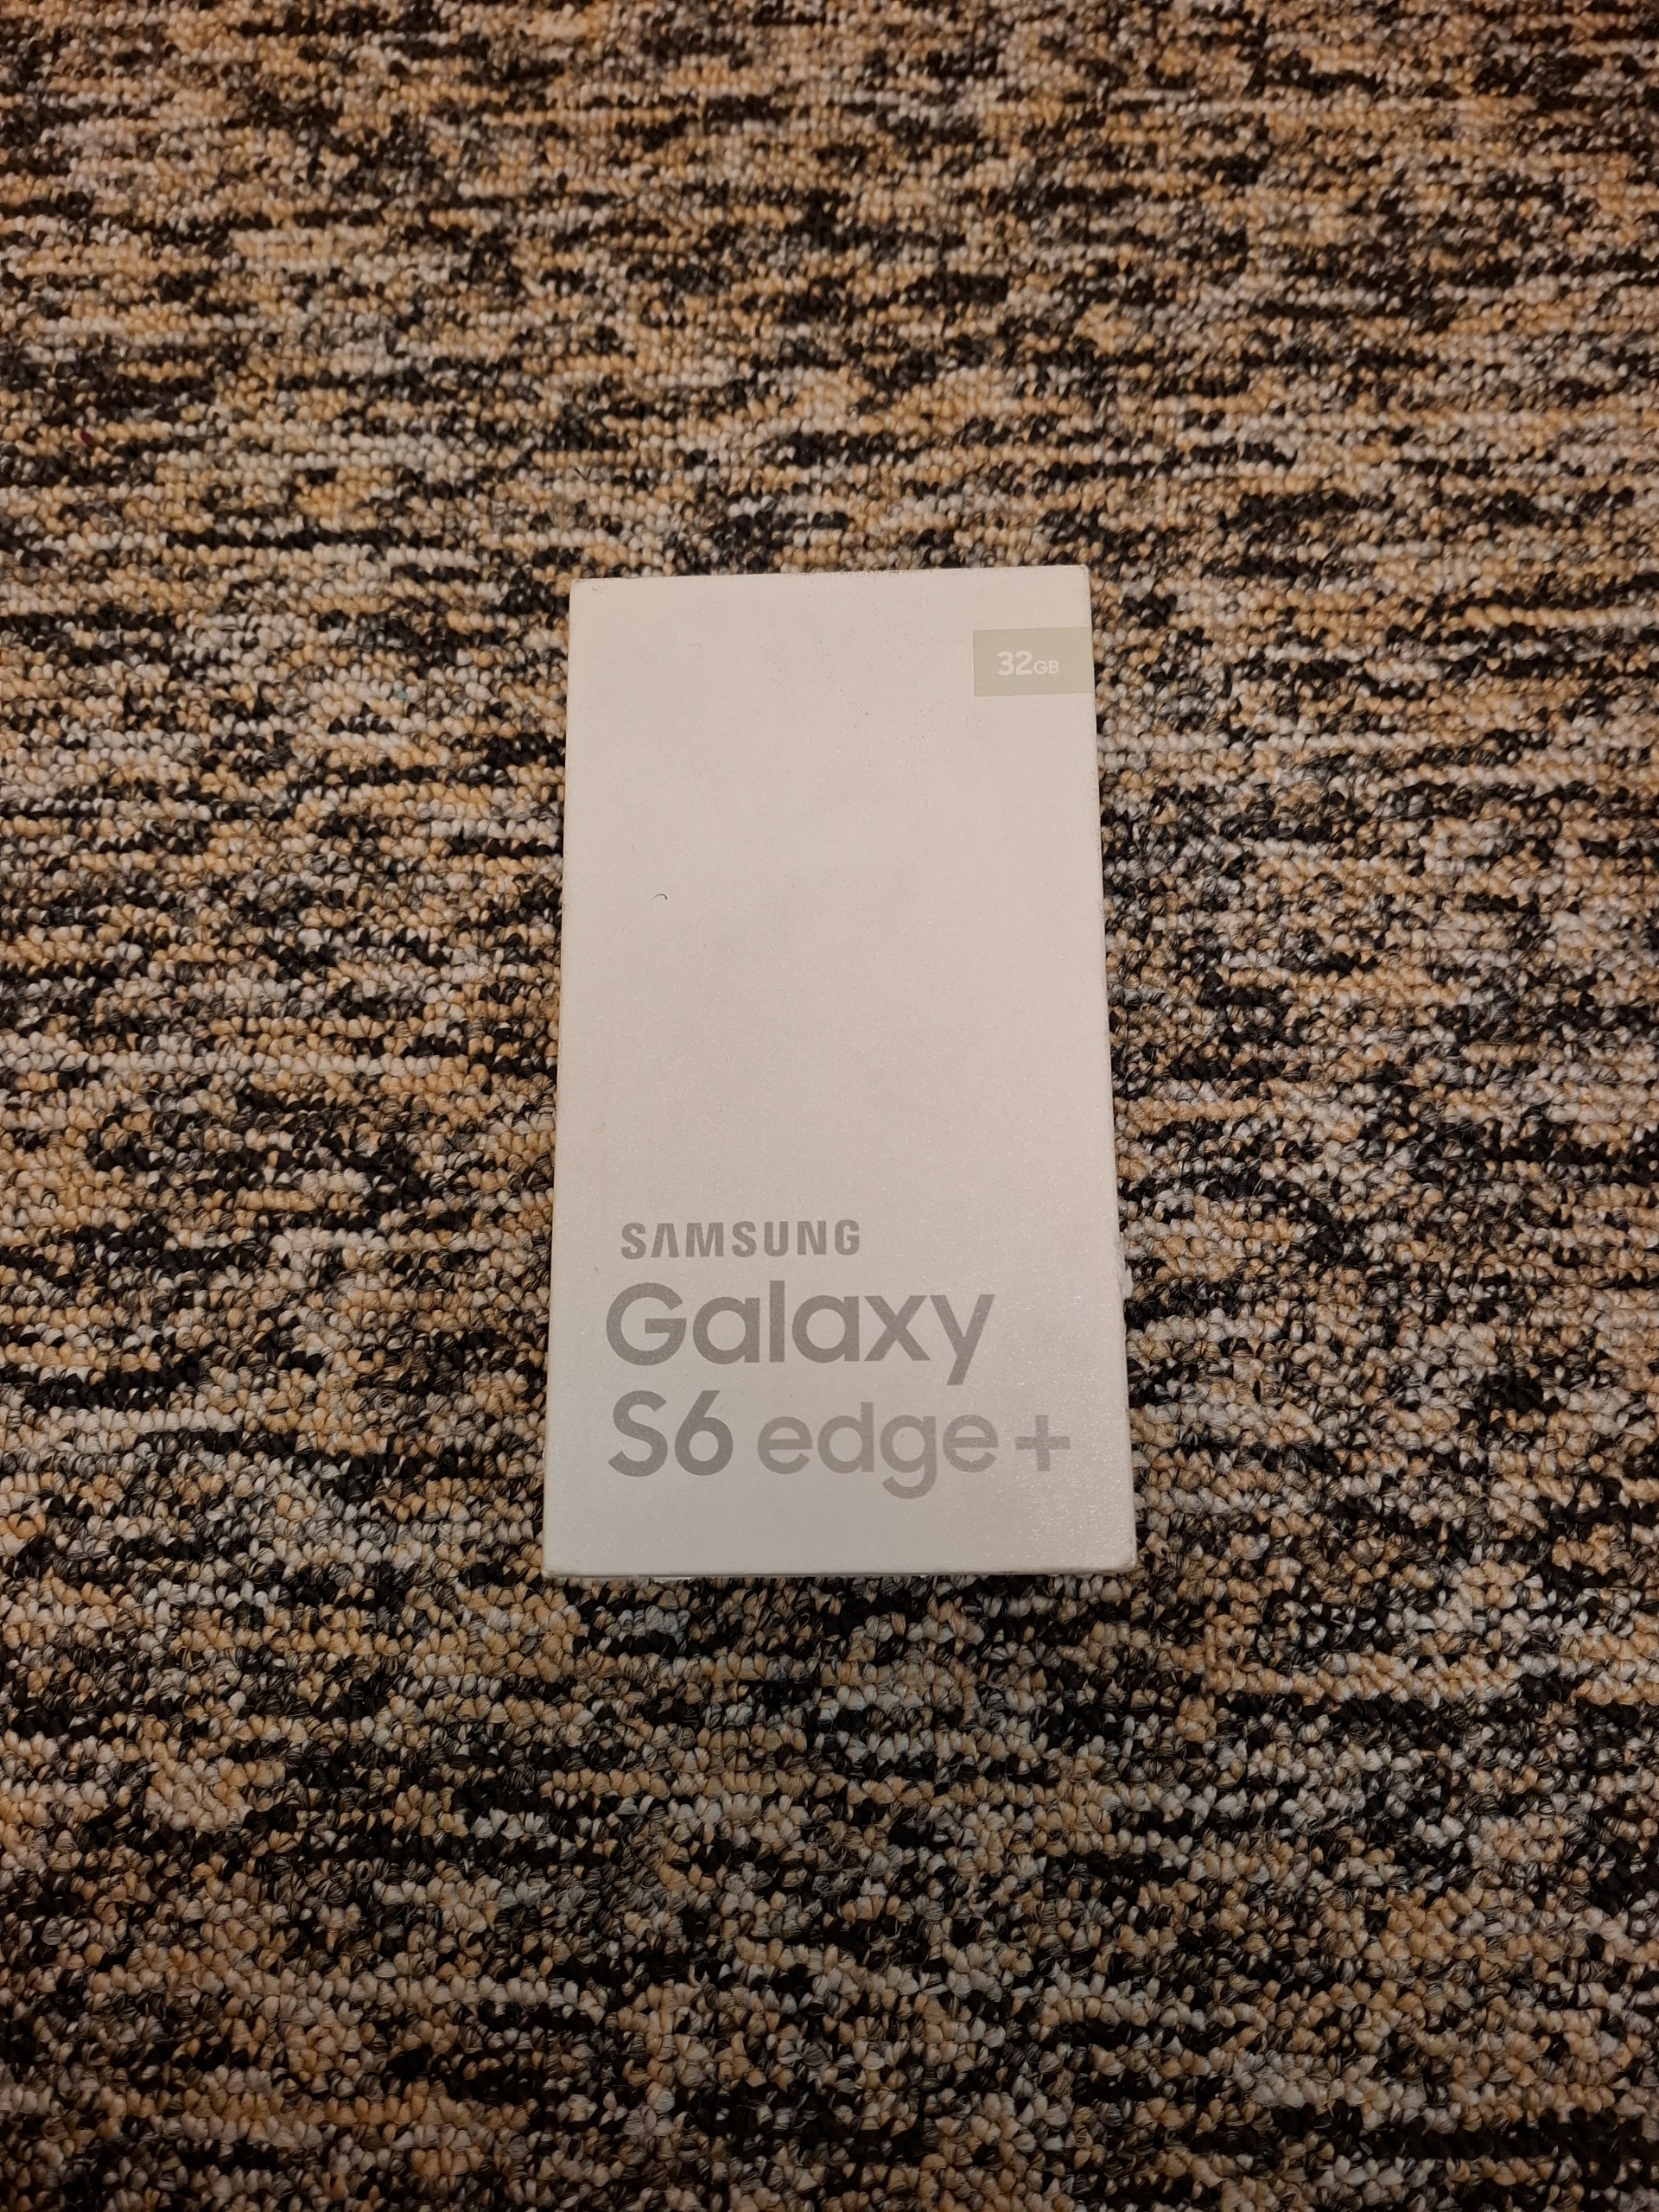 32GB
SAMSUNG
Galaxy
S6 edge+